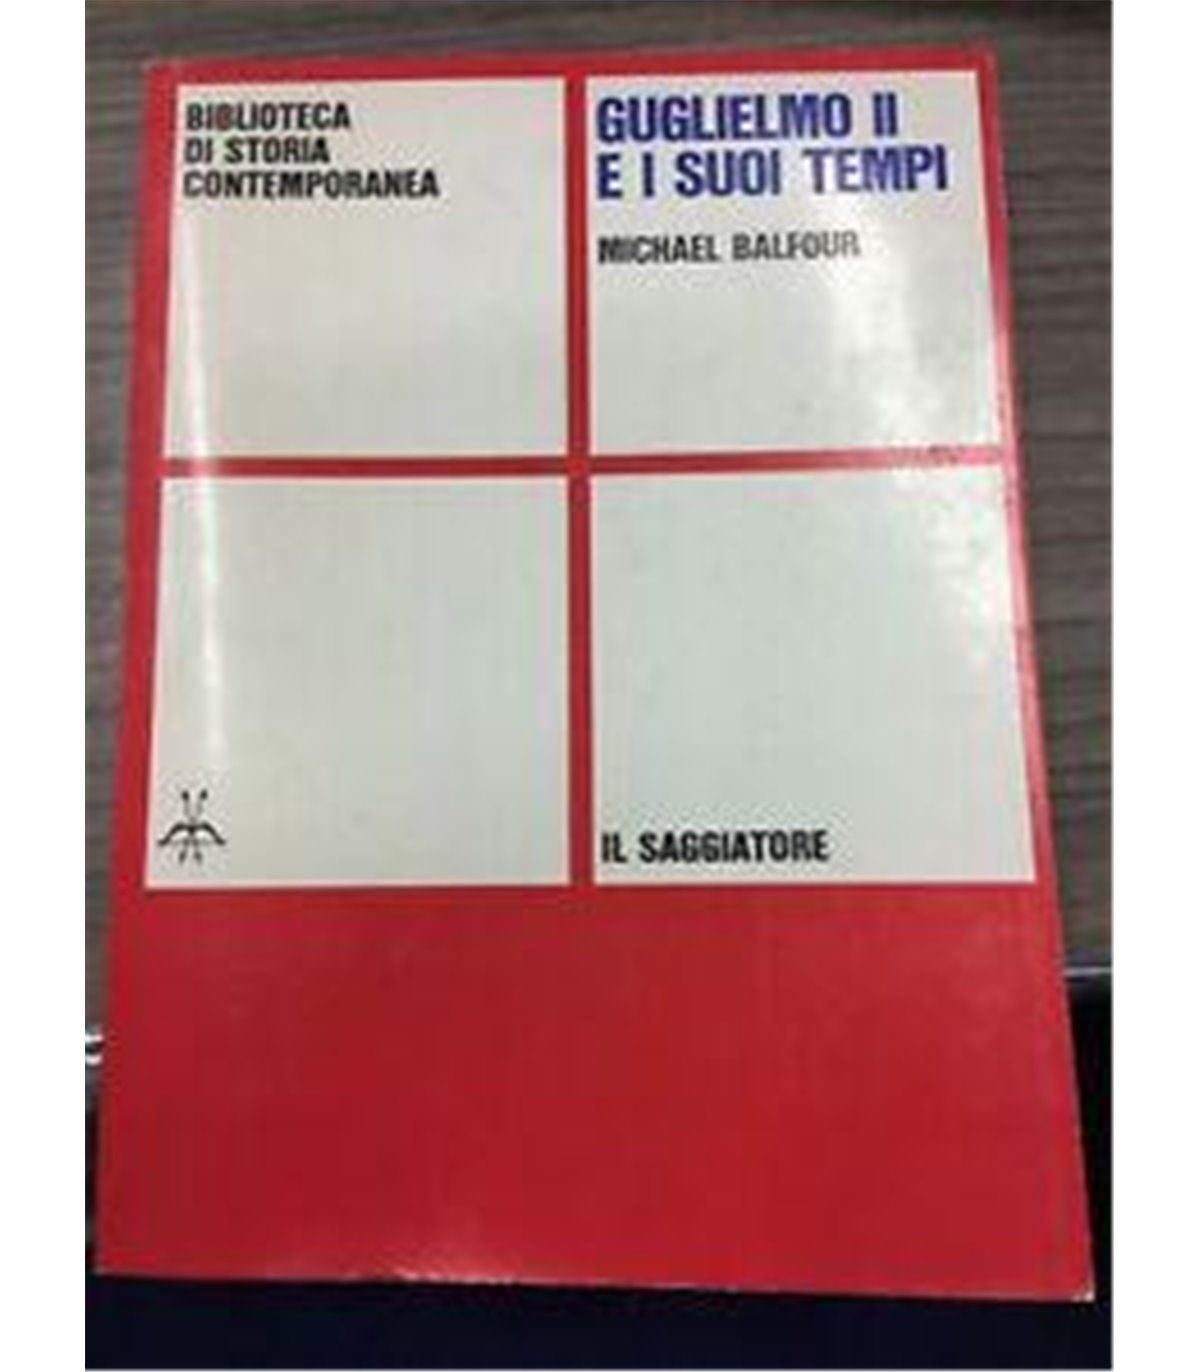 BIBLIOTECA
DI STORIA
CONTEMPORANEA
GUGLIELMO II
E I SUOI TEMPI
MICHAEL BALFOUR
IL SAGGIATORE